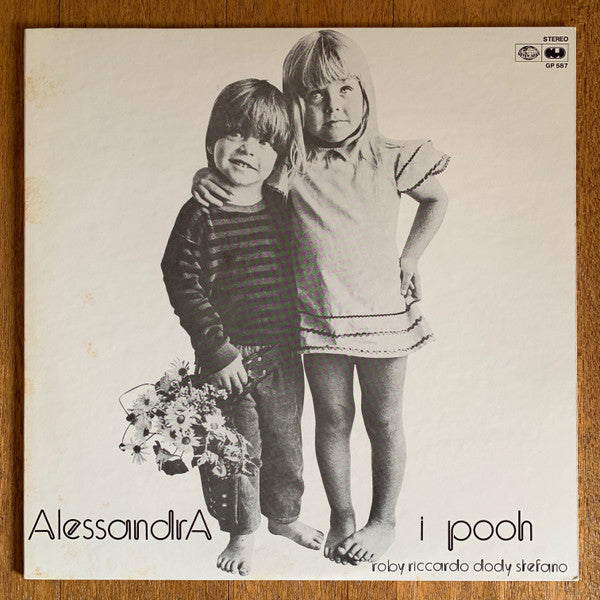 STEREO
GP 587
AlessandrA
i pooh
roby riccardo dody stefano